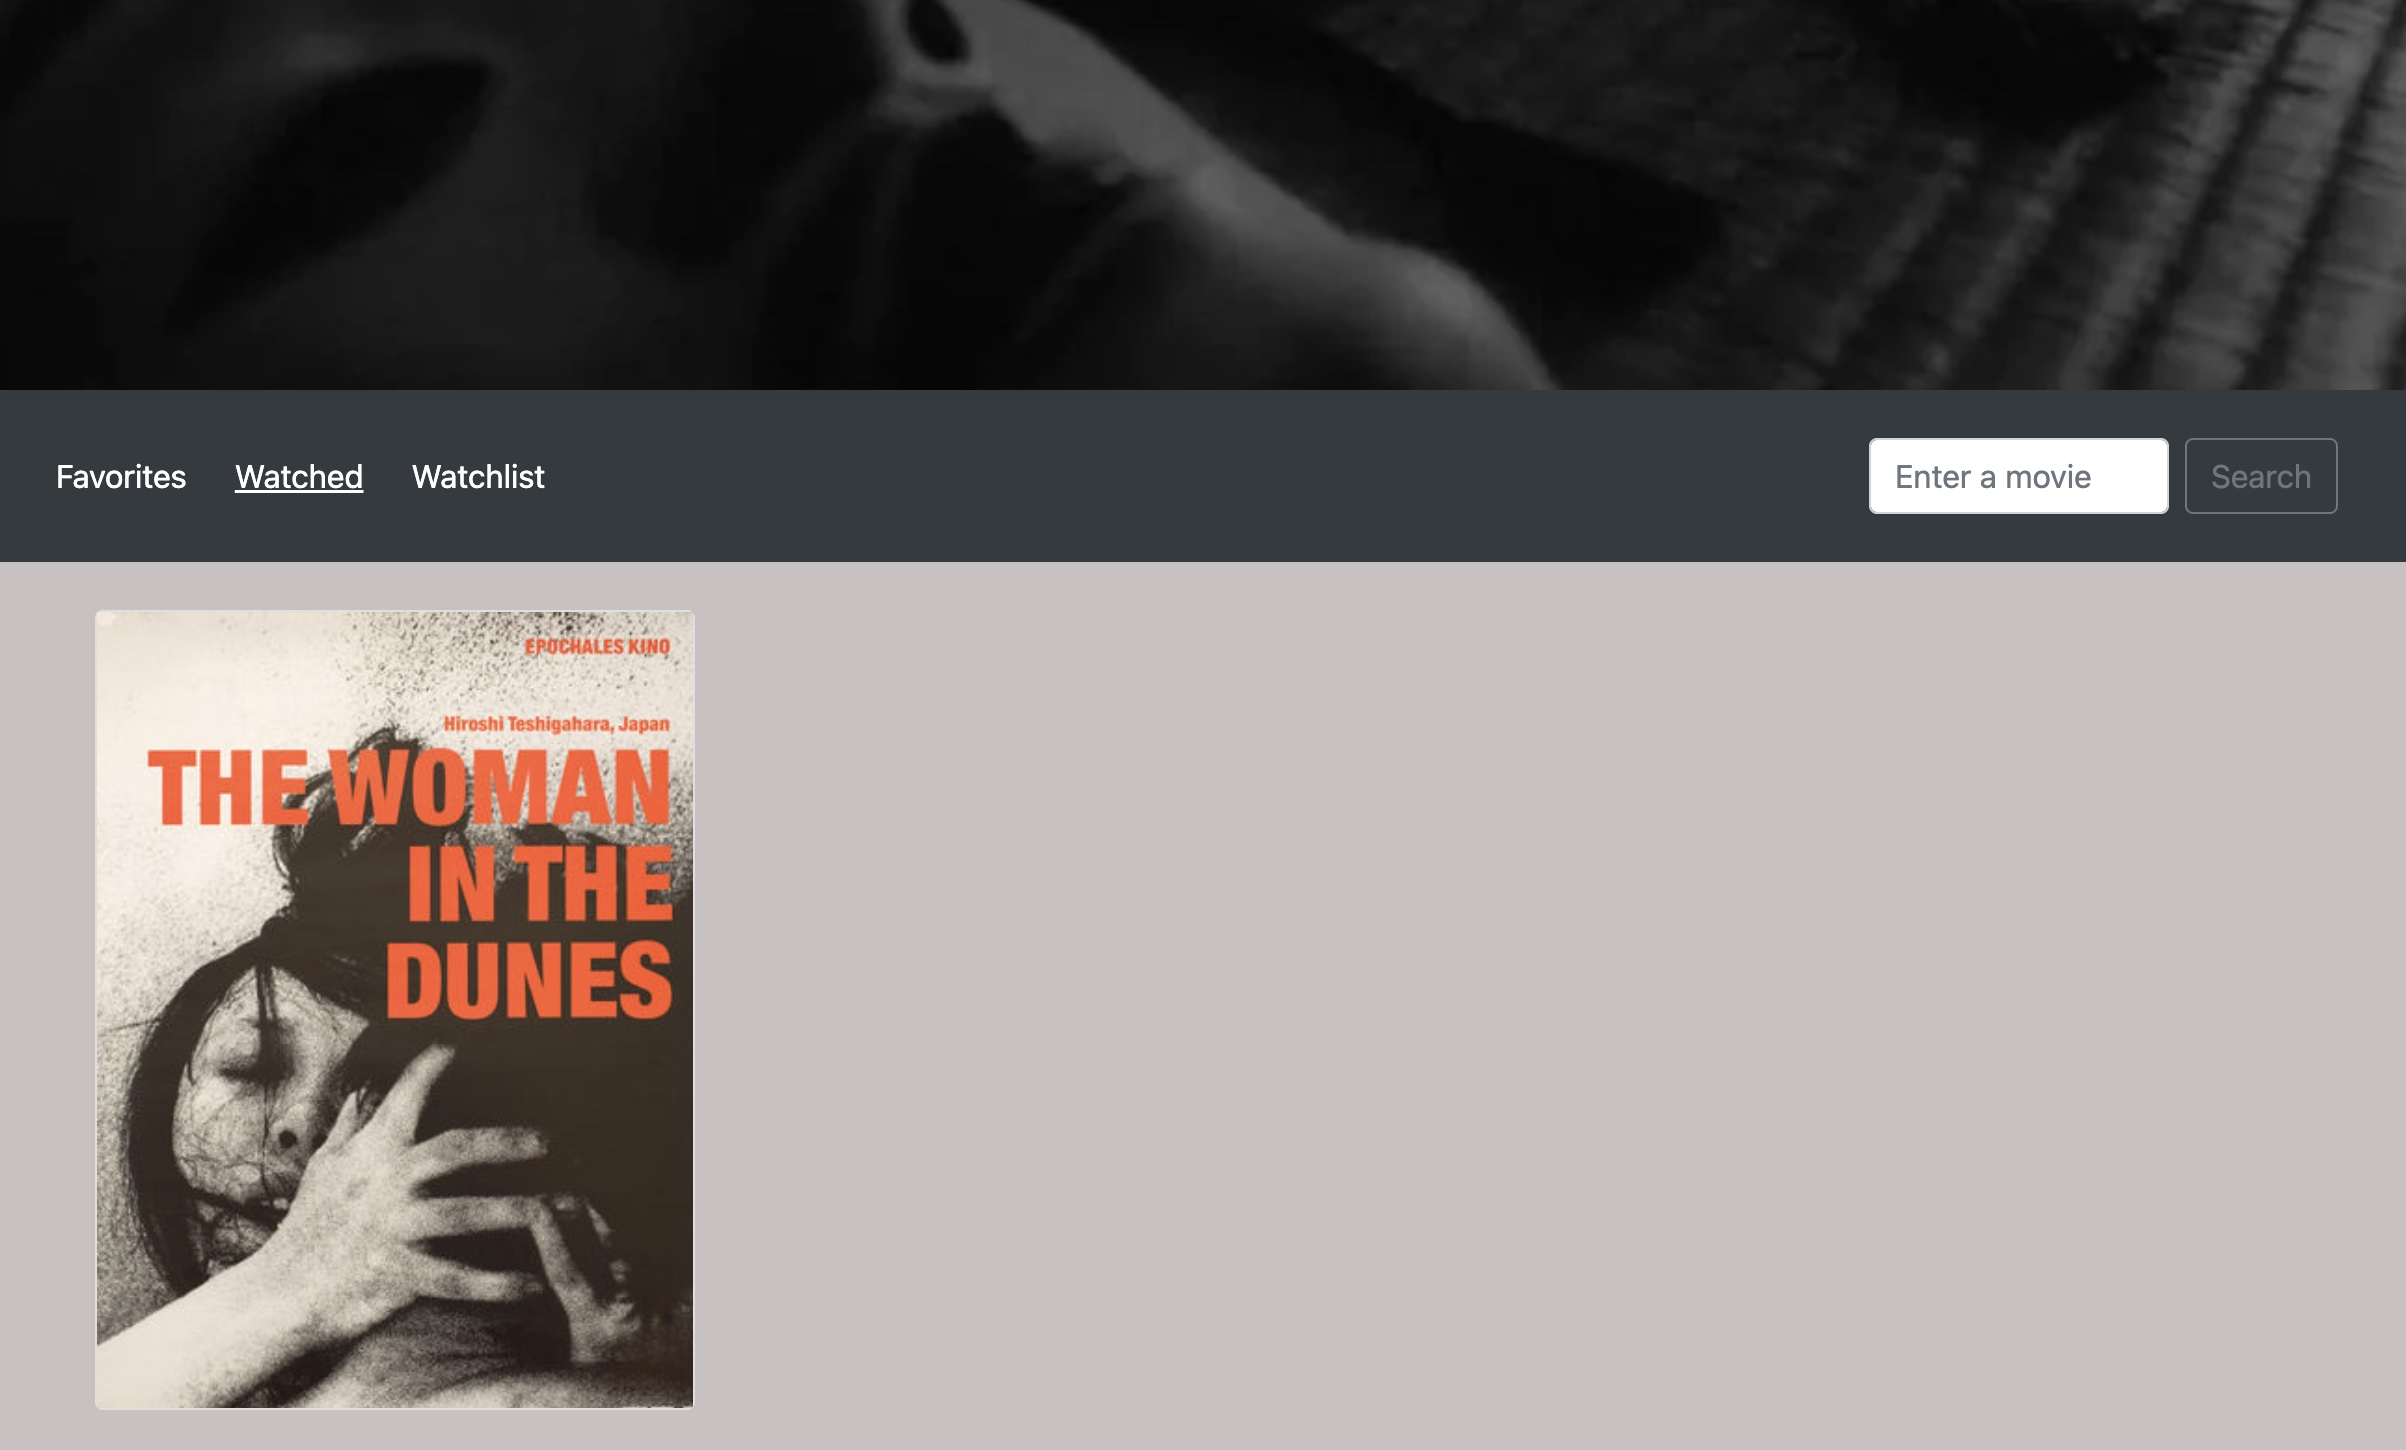 Favorites Watched Watchlist Enter a movie Search
EPOCHALES KINO
Hiroshi Teshigahara, Japan
THE WOMAN
IN THE
DUNES